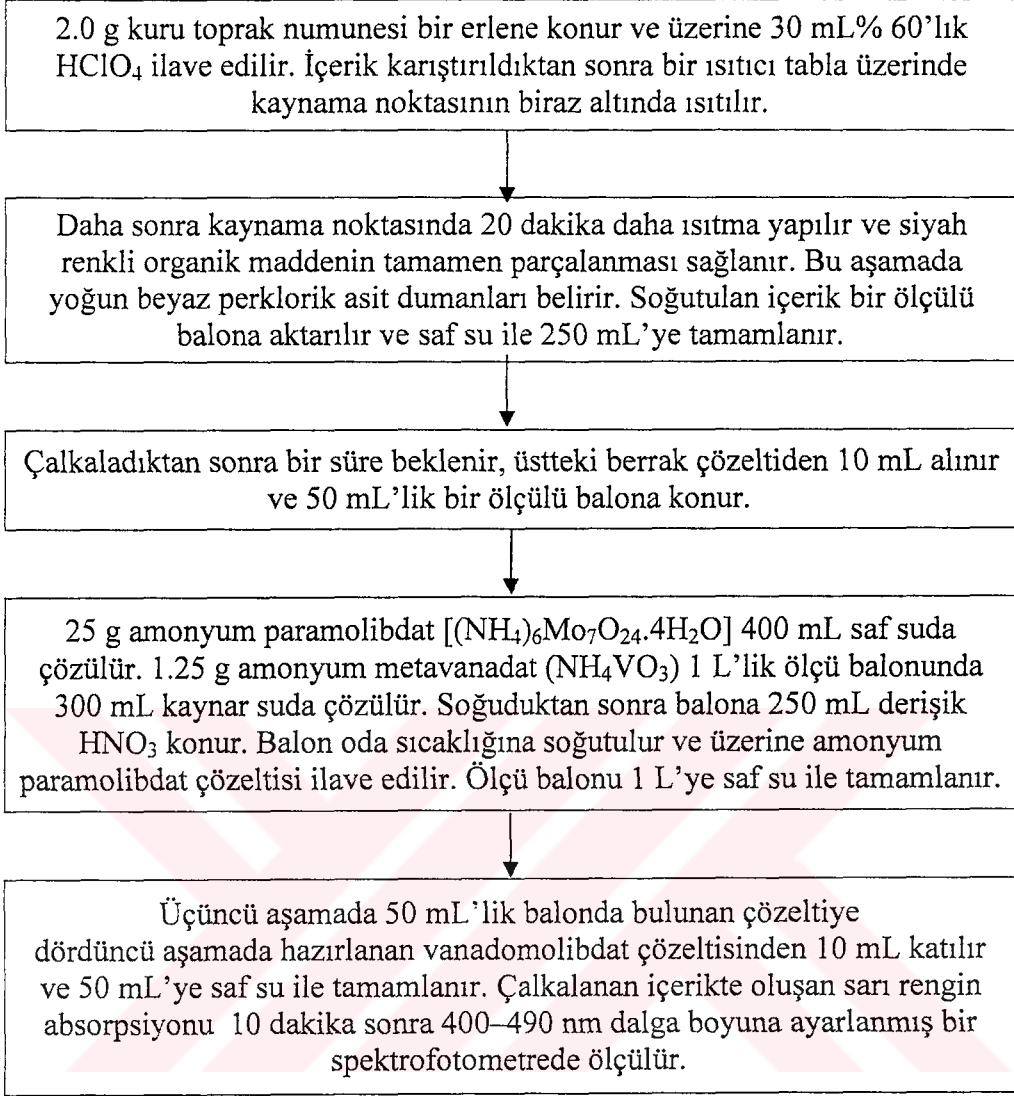 2.0 g kuru toprak numunesi bir erlene konur ve üzerine 30 mL% 60'lık
HClO₄ ilave edilir. İçerik karıştırıldıktan sonra bir ısıtıcı tabla üzerinde
kaynama noktasının biraz altında ısıtılır.
Daha sonra kaynama noktasında 20 dakika daha ısıtma yapılır ve siyah
renkli organik maddenin tamamen parçalanması sağlanır. Bu aşamada
yoğun beyaz perklorik asit dumanları belirir. Soğutulan içerik bir ölçülü
balona aktarılır ve saf su ile 250 mL'ye tamamlanır.
Çalkaladıktan sonra bir süre beklenir, üstteki berrak çözeltiden 10 mL alınır
ve 50 mL'lik bir ölçülü balona konur.
25 g amonyum paramolibdat [(NH₄)₆Mo₇O₂₄.4H₂O] 400 mL saf suda
çözülür. 1.25 g amonyum metavanadat (NH₄VO₃) 1 L'lik ölçü balonunda
300 mL kaynar suda çözülür. Soğuduktan sonra balona 250 mL derişik
HNO₃ konur. Balon oda sıcaklığına soğutulur ve üzerine amonyum
paramolibdat çözeltisi ilave edilir. Ölçü balonu 1 L'ye saf su ile tamamlanır.
Üçüncü aşamada 50 mL'lik balonda bulunan çözeltiye
dördüncü aşamada hazırlanan vanadomolibdat çözeltisinden 10 mL katılır
ve 50 mL'ye saf su ile tamamlanır. Çalkalanan içerikte oluşan sarı rengin
absorpsiyonu 10 dakika sonra 400–490 nm dalga boyuna ayarlanmış bir
spektrofotometrede ölçülür.